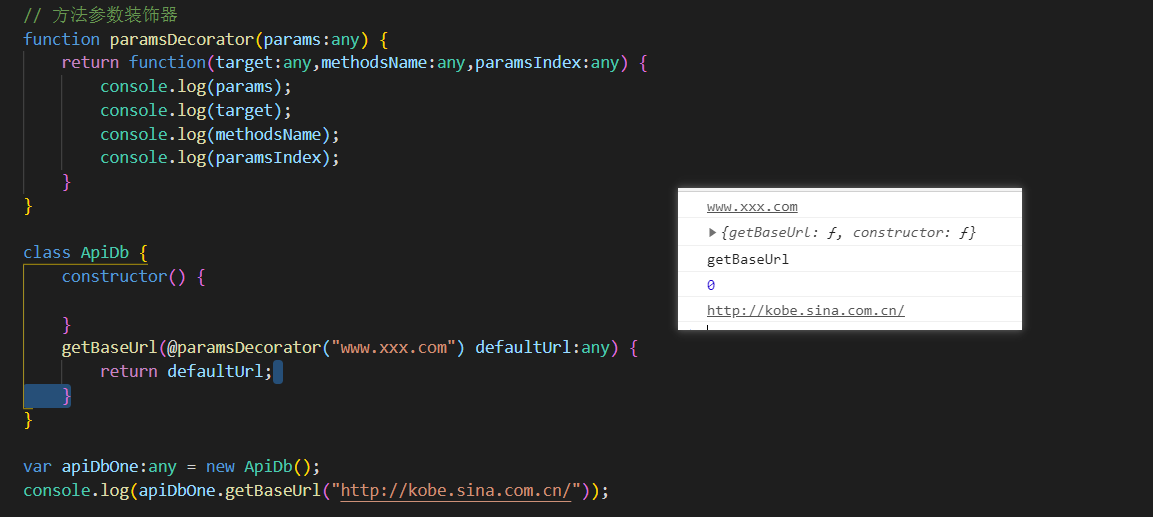 // 方法参数装饰器
function paramsDecorator(params:any) {
    return function(target:any,methodsName:any,paramsIndex:any) {
        console.log(params);
        console.log(target);
        console.log(methodsName);
        console.log(paramsIndex);
    }
}
class ApiDb {
    constructor() {
    }
    getBaseUrl(@paramsDecorator("www.xxx.com") defaultUrl:any) {
        return defaultUrl;
    }
}
var apiDbOne:any = new ApiDb();
console.log(apiDbOne.getBaseUrl("http://kobe.sina.com.cn/"));
www.xxx.com
▶{getBaseUrl: ƒ, constructor: ƒ}
getBaseUrl
0
http://kobe.sina.com.cn/